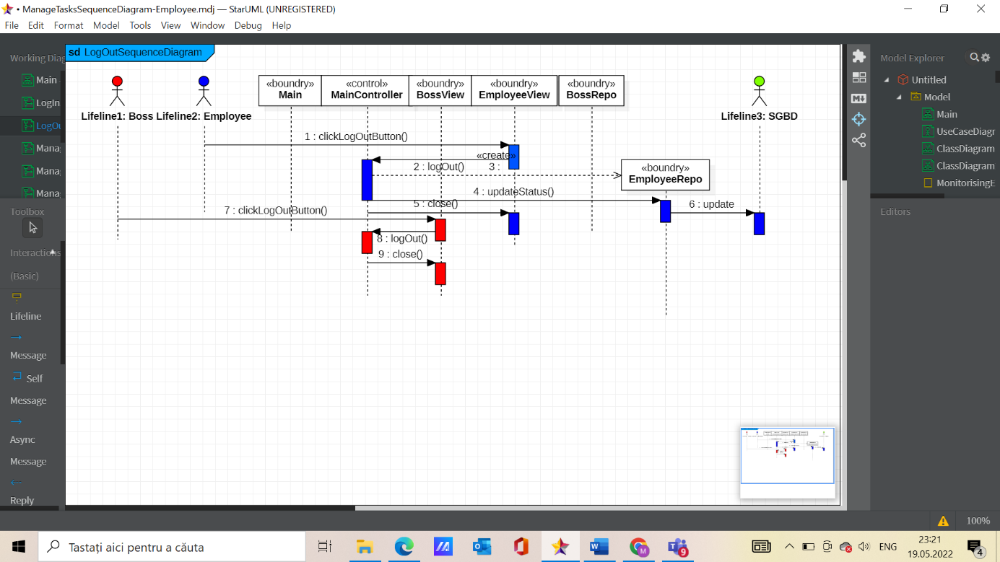 • ManageTasksSequenceDiagram-Employee.mdj — StarUML (UNREGISTERED)
File Edit Format Model Tools View Window Debug Help
Working Diag
Main
LogIn
LogOu
Mana
Mana
Mana
Toolbox
Interactions
(Basic)
Lifeline
Message
Self
Message
Async
Message
Reply
sd LogOutSequenceDiagram
Lifeline1: Boss
Lifeline2: Employee
«boundry»
Main
«control»
MainController
«boundry»
BossView
«boundry»
EmployeeView
«boundry»
BossRepo
Lifeline3: SGBD
1 : clickLogOutButton()
«create»
2 : logOut()
3 :
«boundry»
EmployeeRepo
4 : updateStatus()
5 : close()
6 : update
7 : clickLogOutButton()
8 : logOut()
9 : close()
M
Model Explorer
Untitled
Model
Main
UseCaseDiagr
ClassDiagram
ClassDiagram
MonitorisingE
Editors
100%
Tastați aici pentru a căuta
ENG
23:21
19.05.2022
9
4